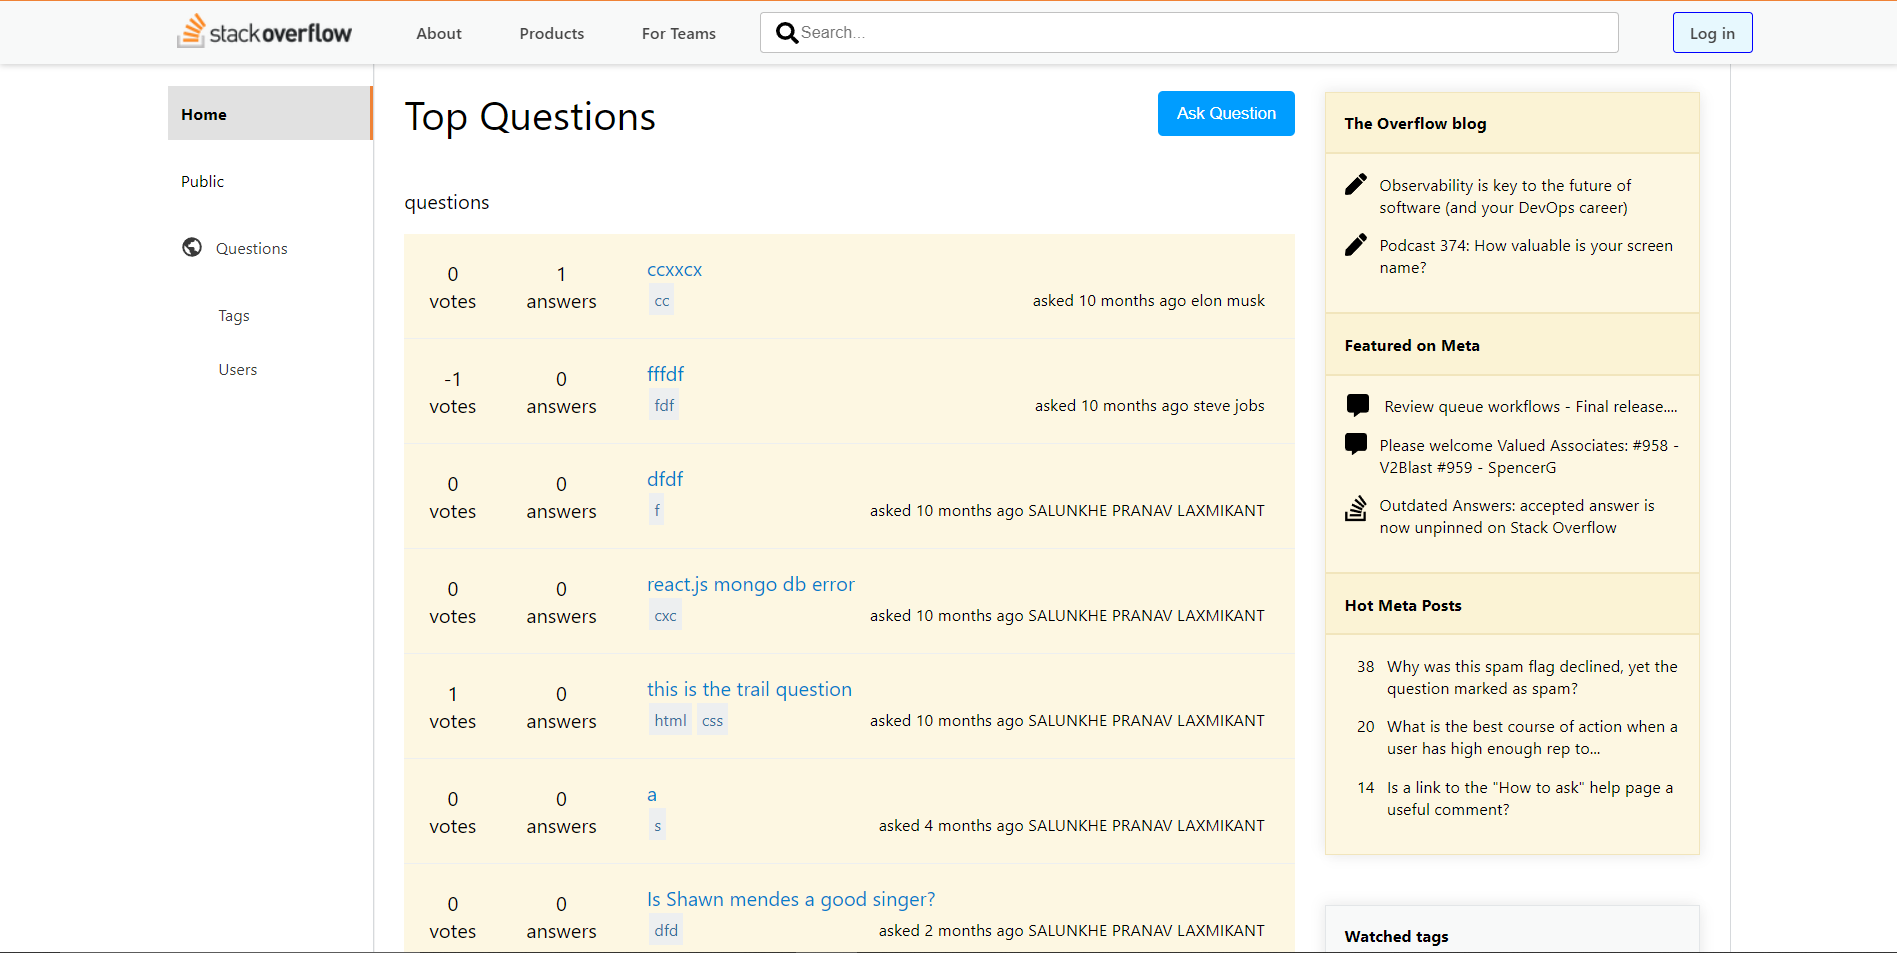 stackoverflow
About
Products
For Teams
Search...
Log in
Home
Public
Questions
Tags
Users
Top Questions
Ask Question
questions
0 votes
1 answers
ccxxcx
cc
asked 10 months ago elon musk
-1 votes
0 answers
fffdf
fdf
asked 10 months ago steve jobs
0 votes
0 answers
dfdf
f
asked 10 months ago SALUNKHE PRANAV LAXMIKANT
0 votes
0 answers
react.js mongo db error
cxc
asked 10 months ago SALUNKHE PRANAV LAXMIKANT
1 votes
0 answers
this is the trail question
html css
asked 10 months ago SALUNKHE PRANAV LAXMIKANT
0 votes
0 answers
a
s
asked 4 months ago SALUNKHE PRANAV LAXMIKANT
0 votes
0 answers
Is Shawn mendes a good singer?
dfd
asked 2 months ago SALUNKHE PRANAV LAXMIKANT
The Overflow blog
Observability is key to the future of
software (and your DevOps career)
Podcast 374: How valuable is your screen
name?
Featured on Meta
Review queue workflows - Final release....
Please welcome Valued Associates: #958 -
V2Blast #959 - SpencerG
Outdated Answers: accepted answer is
now unpinned on Stack Overflow
Hot Meta Posts
38 Why was this spam flag declined, yet the
question marked as spam?
20 What is the best course of action when a
user has high enough rep to...
14 Is a link to the "How to ask" help page a
useful comment?
Watched tags